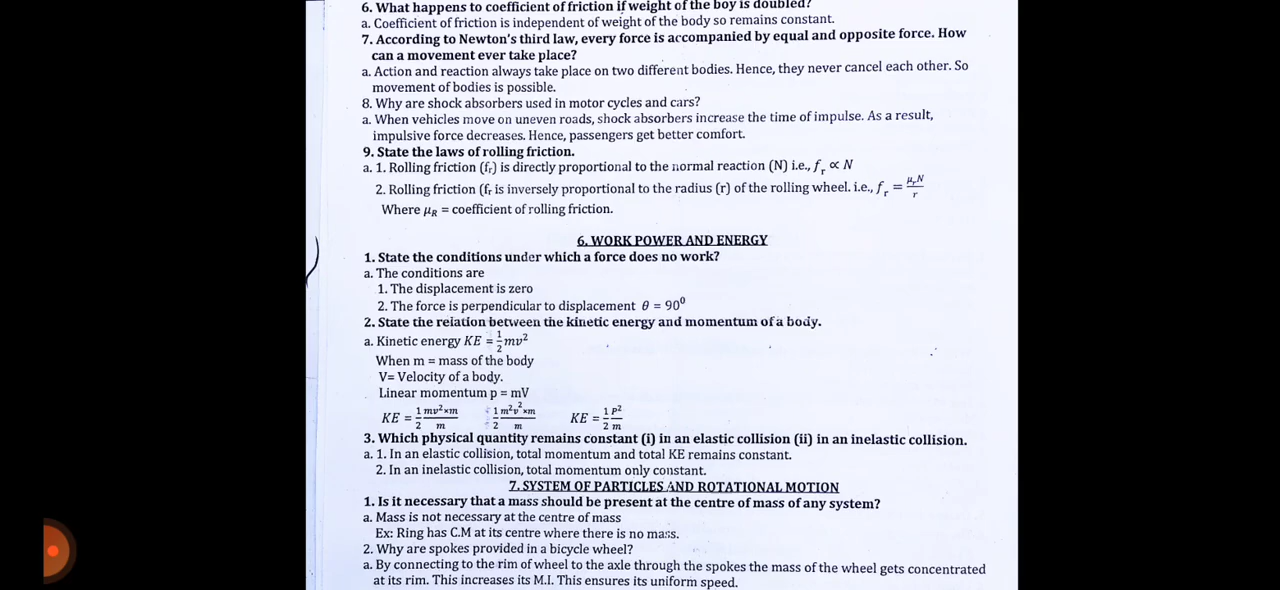 6. What happens to coefficient of friction if weight of the boy is doubled?
a. Coefficient of friction is independent of weight of the body so remains constant.
7. According to Newton's third law, every force is accompanied by equal and opposite force. How
can a movement ever take place?
a. Action and reaction always take place on two different bodies. Hence, they never cancel each other. So
movement of bodies is possible.
8. Why are shock absorbers used in motor cycles and cars?
a. When vehicles move on uneven roads, shock absorbers increase the time of impulse. As a result,
impulsive force decreases. Hence, passengers get better comfort.
9. State the laws of rolling friction.
a. 1. Rolling friction (fr) is directly proportional to the normal reaction (N) i.e., f_r ∝ N
2. Rolling friction (fr is inversely proportional to the radius (r) of the rolling wheel. i.e., f_r = μ_rN/r
Where μ_R = coefficient of rolling friction.
6. WORK POWER AND ENERGY
1. State the conditions under which a force does no work?
a. The conditions are
1. The displacement is zero
2. The force is perpendicular to displacement θ = 90⁰
2. State the relation between the kinetic energy and momentum of a body.
a. Kinetic energy KE = 1/2 mv²
When m = mass of the body
V= Velocity of a body.
Linear momentum p = mV
KE = 1/2 mv²×m/m = 1/2 m²v²×m/m KE = 1/2 P²/m
3. Which physical quantity remains constant (i) in an elastic collision (ii) in an inelastic collision.
a. 1. In an elastic collision, total momentum and total KE remains constant.
2. In an inelastic collision, total momentum only constant.
7. SYSTEM OF PARTICLES AND ROTATIONAL MOTION
1. Is it necessary that a mass should be present at the centre of mass of any system?
a. Mass is not necessary at the centre of mass
Ex: Ring has C.M at its centre where there is no mass.
2. Why are spokes provided in a bicycle wheel?
a. By connecting to the rim of wheel to the axle through the spokes the mass of the wheel gets concentrated
at its rim. This increases its M.I. This ensures its uniform speed.